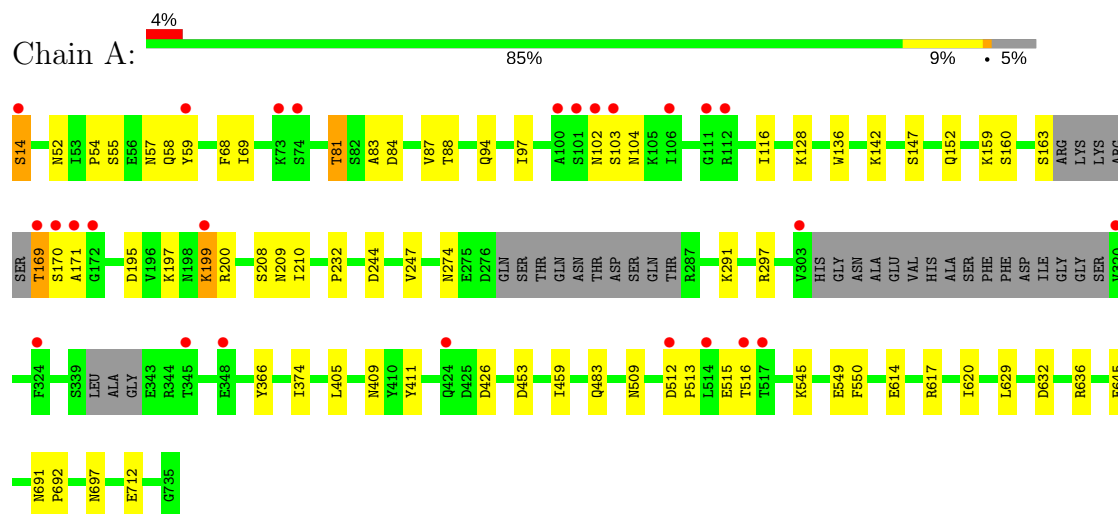 4%
Chain A:
85% 9% • 5%
S14 N52 I53 P54 S55 E56 N57 Q58 Y59 F68 I69 K73 S74 T81 S82 A83 D84 V87 T88 Q94 I97 A100 S101 N102 S103 N104 K105 I106 G111 R112 I116 K128 W136 K142 S147 Q152 K159 S160 S163 ARG LYS LYS ARG
SER T169 S170 A171 G172 D195 V196 K197 N198 K199 R200 S208 N209 I210 P232 D244 V247 N274 E275 D276 GLN SER THR GLN ASN THR ASP SER GLN THR R287 K291 R297 V303 HIS GLY ASN ALA GLU VAL HIS ALA SER PHE PHE ASP ILE GLY GLY SER
F324 S339 LEU ALA GLY E343 R344 T345 E348 Y366 I374 L405 N409 Y410 Y411 Q424 D425 D426 D453 I459 Q483 N509 D512 P513 L514 E515 T516 T517 K545 E549 F550 E614 R617 I620 L629 D632 R636
N691 P692 N697 E712 G735